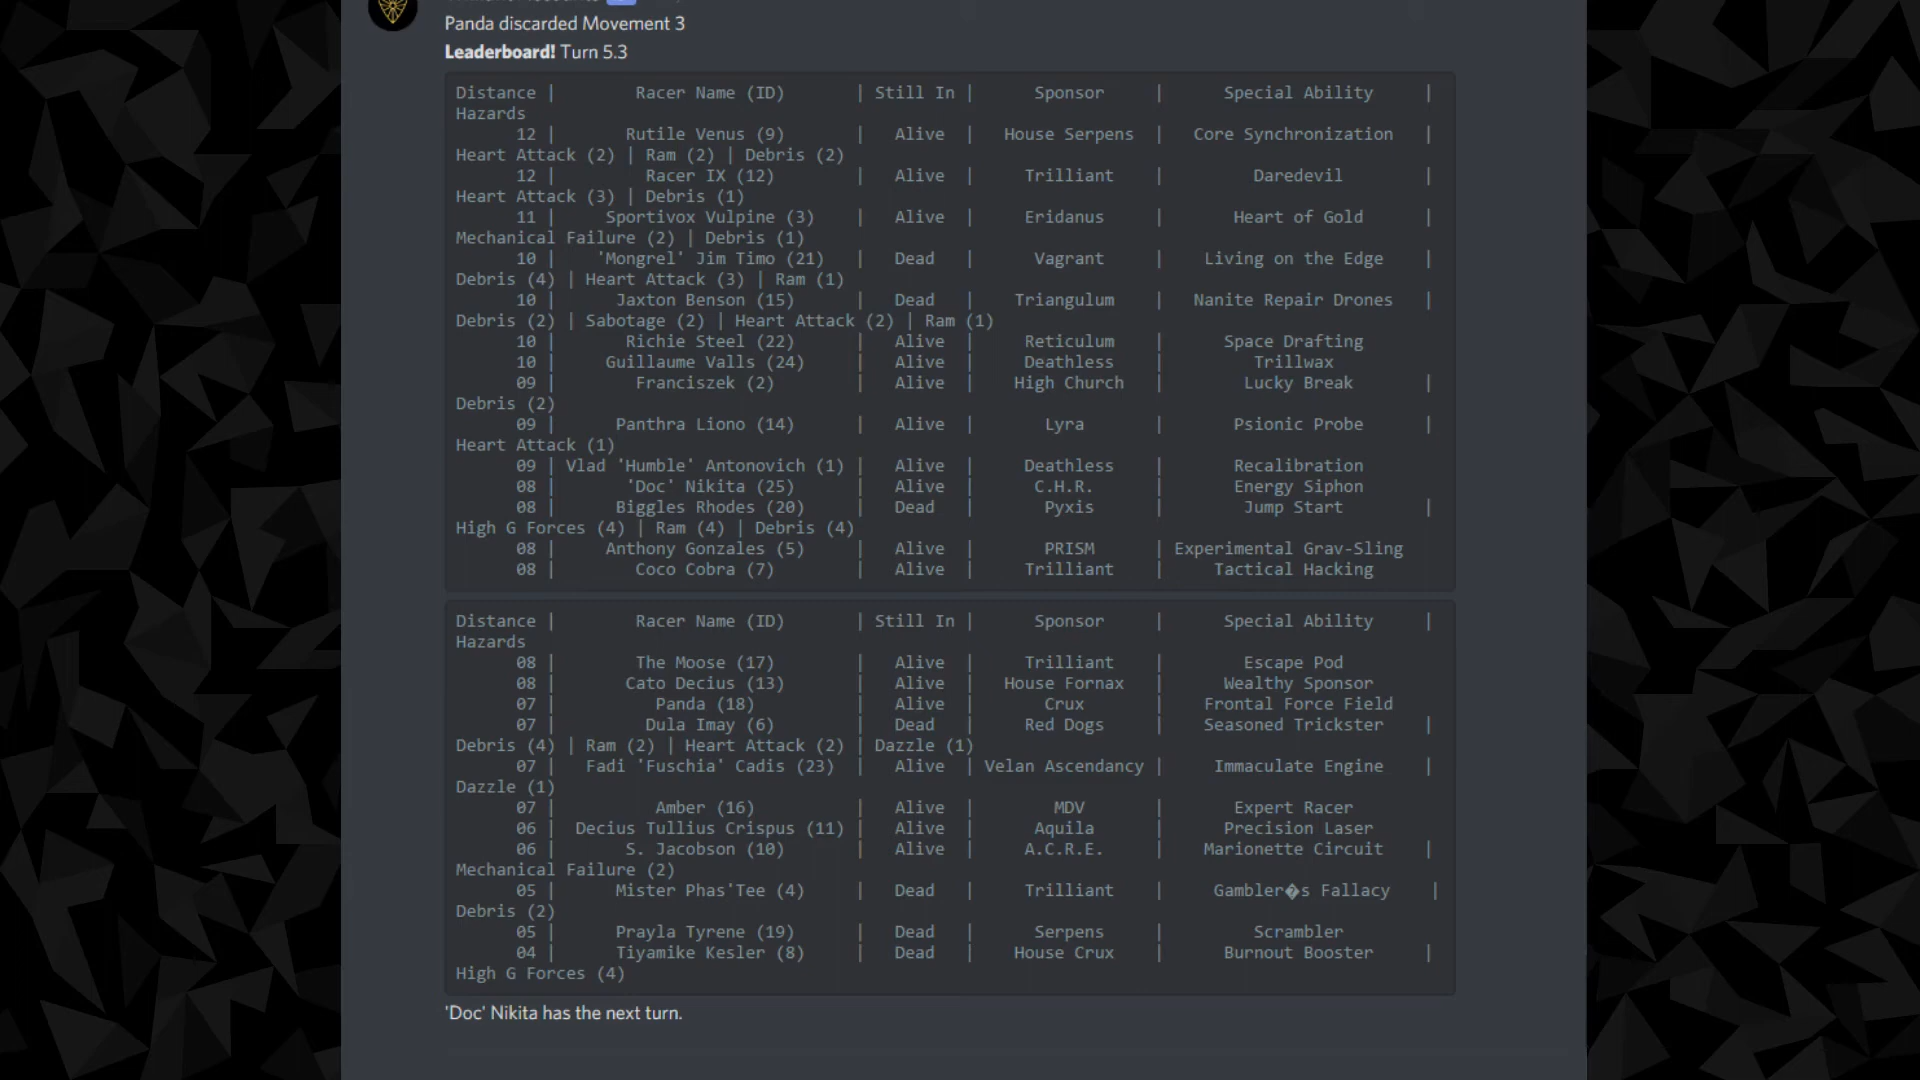 Panda discarded Movement 3
Leaderboard! Turn 5.3
Distance | Racer Name (ID) | Still In | Sponsor | Special Ability |
Hazards
12 | Rutile Venus (9) | Alive | House Serpens | Core Synchronization |
Heart Attack (2) | Ram (2) | Debris (2)
12 | Racer IX (12) | Alive | Trilliant | Daredevil |
Heart Attack (3) | Debris (1)
11 | Sportivox Vulpine (3) | Alive | Eridanus | Heart of Gold |
Mechanical Failure (2) | Debris (1)
10 | 'Mongrel' Jim Timo (21) | Dead | Vagrant | Living on the Edge |
Debris (4) | Heart Attack (3) | Ram (1)
10 | Jaxton Benson (15) | Dead | Triangulum | Nanite Repair Drones |
Debris (2) | Sabotage (2) | Heart Attack (2) | Ram (1)
10 | Richie Steel (22) | Alive | Reticulum | Space Drafting
10 | Guillaume Valls (24) | Alive | Deathless | Trillwax
09 | Franciszek (2) | Alive | High Church | Lucky Break |
Debris (2)
09 | Panthra Liono (14) | Alive | Lyra | Psionic Probe |
Heart Attack (1)
09 | Vlad 'Humble' Antonovich (1) | Alive | Deathless | Recalibration
08 | 'Doc' Nikita (25) | Alive | C.H.R. | Energy Siphon
08 | Biggles Rhodes (20) | Dead | Pyxis | Jump Start |
High G Forces (4) | Ram (4) | Debris (4)
08 | Anthony Gonzales (5) | Alive | PRISM | Experimental Grav-Sling
08 | Coco Cobra (7) | Alive | Trilliant | Tactical Hacking
Distance | Racer Name (ID) | Still In | Sponsor | Special Ability |
Hazards
08 | The Moose (17) | Alive | Trilliant | Escape Pod
08 | Cato Decius (13) | Alive | House Fornax | Wealthy Sponsor
07 | Panda (18) | Alive | Crux | Frontal Force Field
07 | Dula Imay (6) | Dead | Red Dogs | Seasoned Trickster |
Debris (4) | Ram (2) | Heart Attack (2) | Dazzle (1)
07 | Fadi 'Fuschia' Cadis (23) | Alive | Velan Ascendancy | Immaculate Engine |
Dazzle (1)
07 | Amber (16) | Alive | MDV | Expert Racer
06 | Decius Tullius Crispus (11) | Alive | Aquila | Precision Laser
06 | S. Jacobson (10) | Alive | A.C.R.E. | Marionette Circuit |
Mechanical Failure (2)
05 | Mister Phas'Tee (4) | Dead | Trilliant | Gambler�s Fallacy |
Debris (2)
05 | Prayla Tyrene (19) | Dead | Serpens | Scrambler
04 | Tiyamike Kesler (8) | Dead | House Crux | Burnout Booster |
High G Forces (4)
'Doc' Nikita has the next turn.